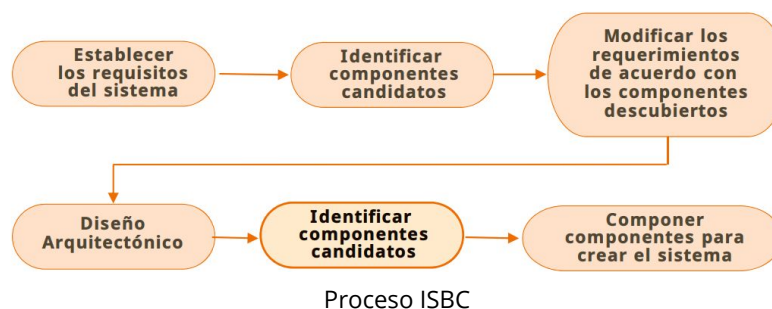 Establecer
los requisitos
del sistema
Identificar
componentes
candidatos
Modificar los
requerimientos
de acuerdo con
los componentes
descubiertos
Diseño
Arquitectónico
Identificar
componentes
candidatos
Componer
componentes para
crear el sistema
Proceso ISBC